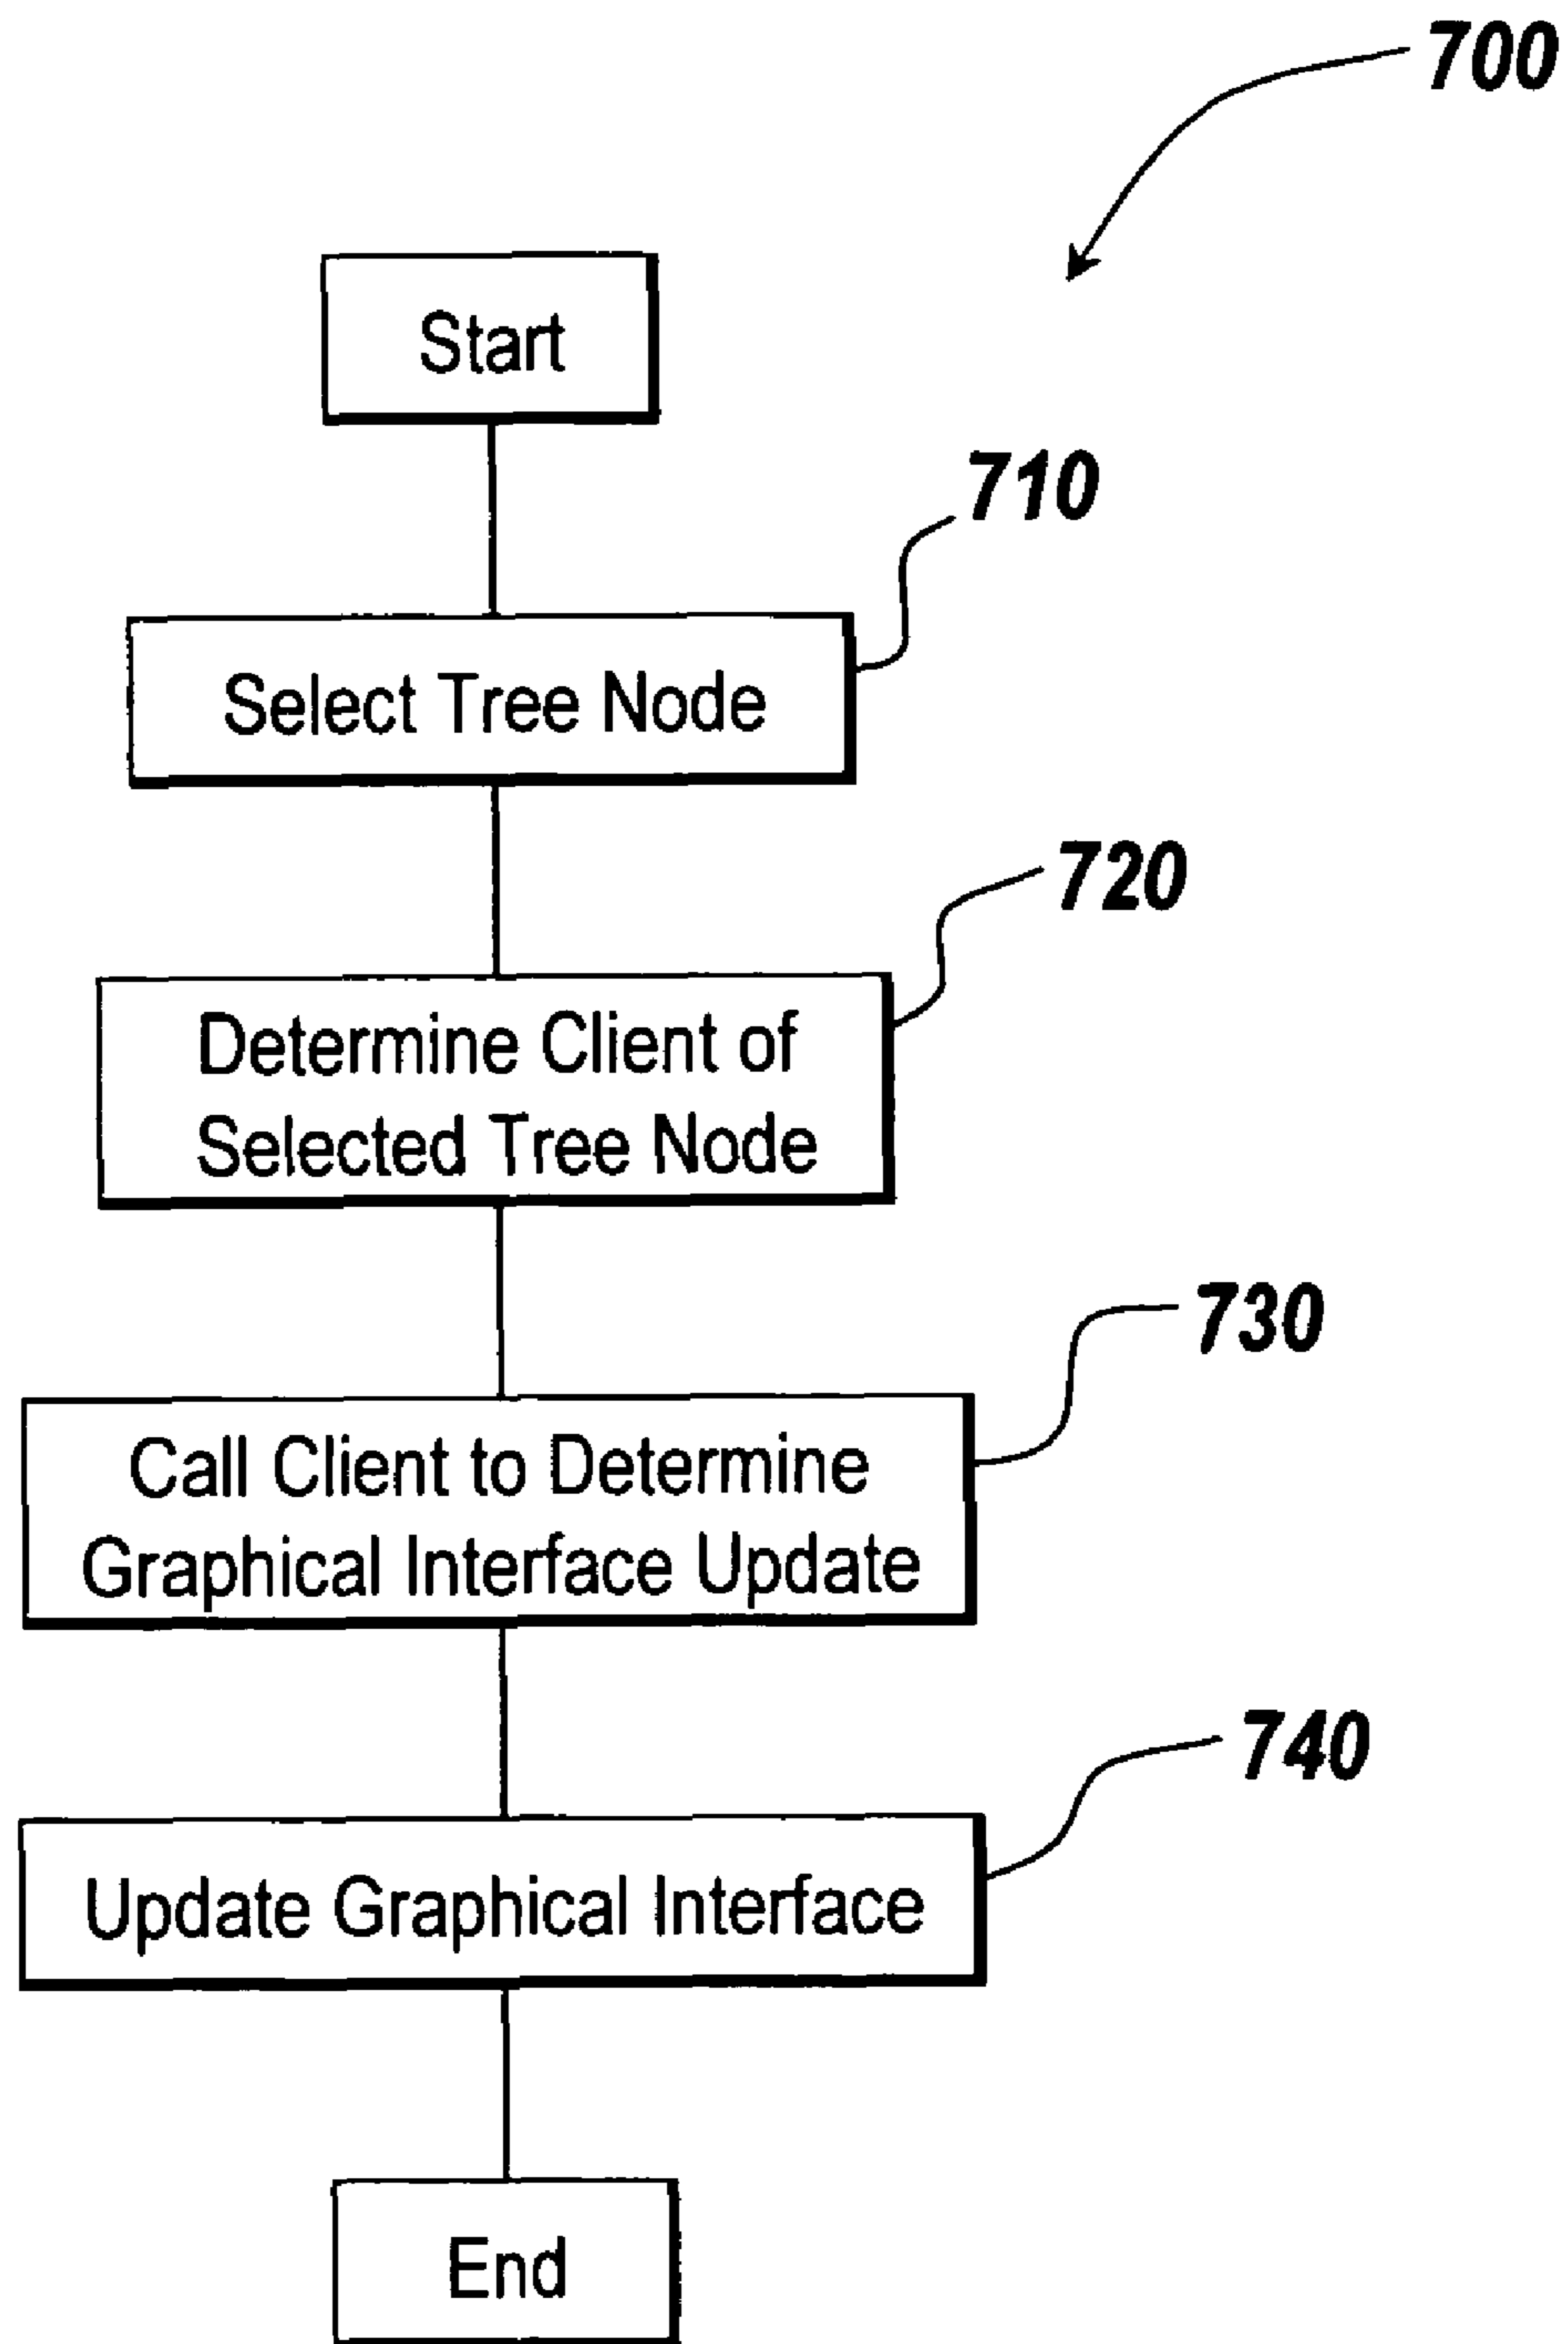 700
Start
710
Select Tree Node
720
Determine Client of
Selected Tree Node
730
Call Client to Determine
Graphical Interface Update
740
Update Graphical Interface
End